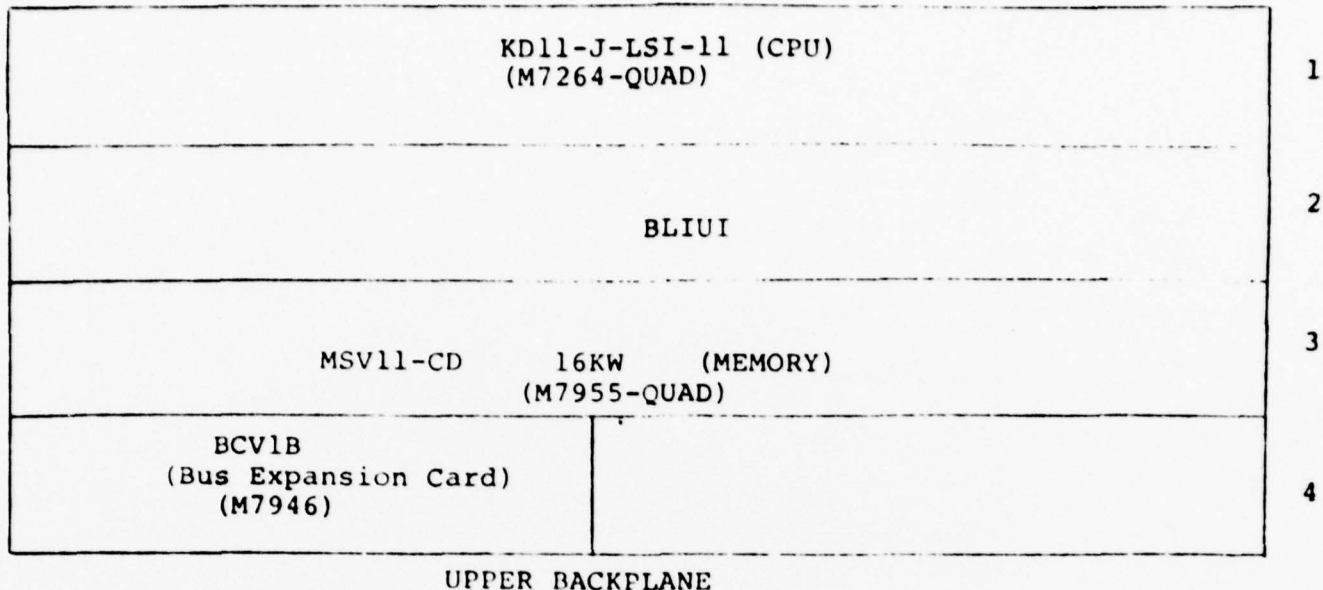 KD11-J-LSI-11 (CPU)
(M7264-QUAD)
1
BLIUI
2
MSV11-CD 16KW (MEMORY)
(M7955-QUAD)
3
BCV1B
(Bus Expansion Card)
(M7946)
4
UPPER BACKPLANE